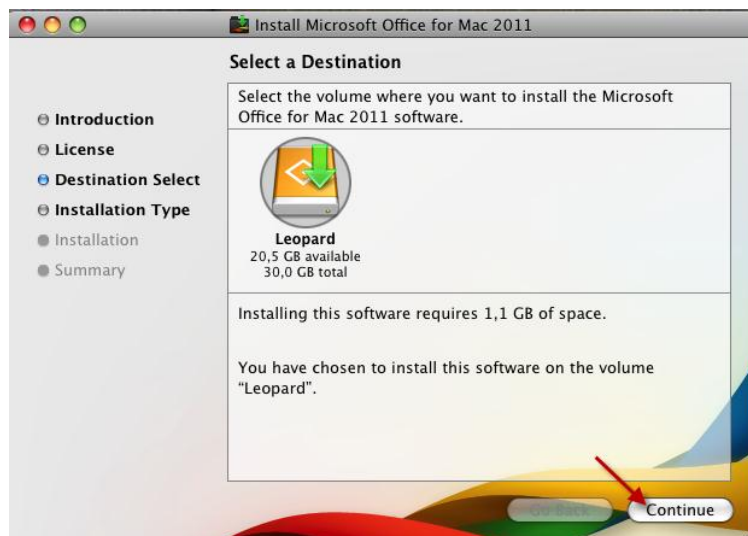 Install Microsoft Office for Mac 2011
Select a Destination
Introduction
License
Destination Select
Installation Type
Installation
Summary
Select the volume where you want to install the Microsoft
Office for Mac 2011 software.
Leopard
20,5 GB available
30,0 GB total
Installing this software requires 1,1 GB of space.
You have chosen to install this software on the volume
“Leopard”.
Go Back
Continue